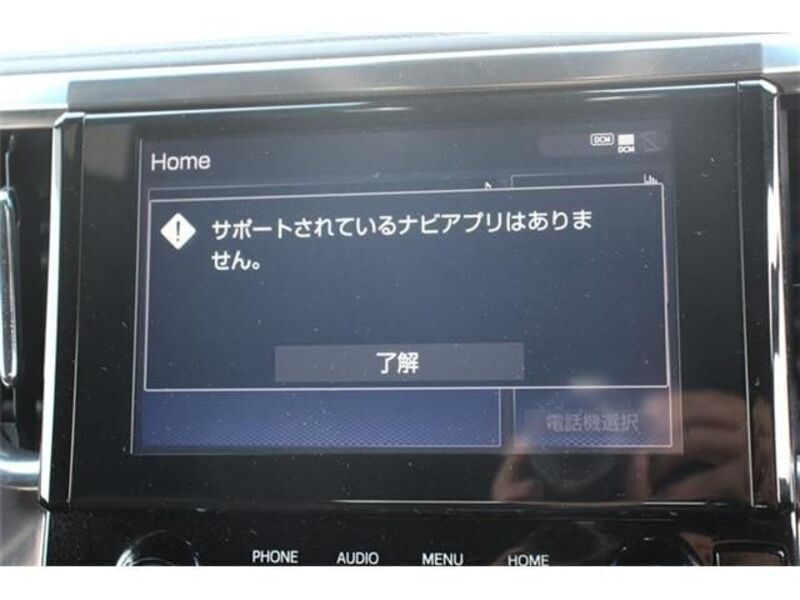 DCM
DCM
Home
サポートされているナビアプリはありま
せん。
了解
電話機選択
PHONE AUDIO MENU HOME